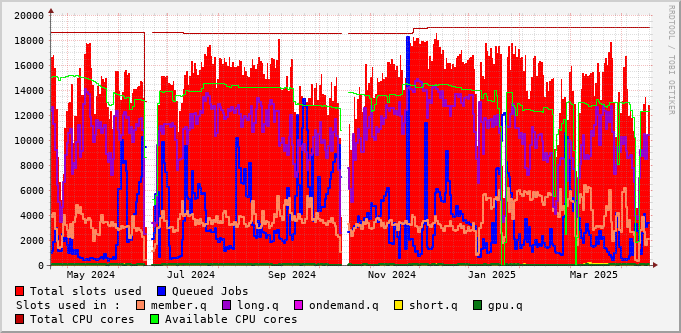 20000
18000
16000
14000
12000
10000
8000
6000
4000
2000
0
May 2024 Jul 2024 Sep 2024 Nov 2024 Jan 2025 Mar 2025
RRDTOOL / TOBI OETIKER
Total slots used Queued Jobs
Slots used in : member.q long.q ondemand.q short.q gpu.q
Total CPU cores Available CPU cores